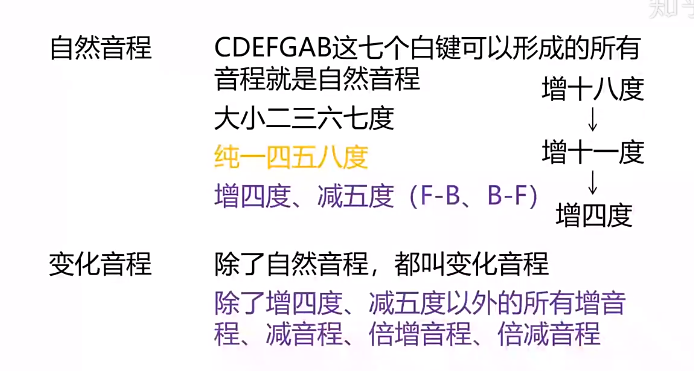 知乎
自然音程 CDEFGAB这七个白键可以形成的所有
音程就是自然音程
增十八度
大小二三六七度
↓
增十一度
纯一四五八度
↓
增四度、减五度（F-B、B-F）
增四度
变化音程 除了自然音程，都叫变化音程
除了增四度、减五度以外的所有增音
程、减音程、倍增音程、倍减音程